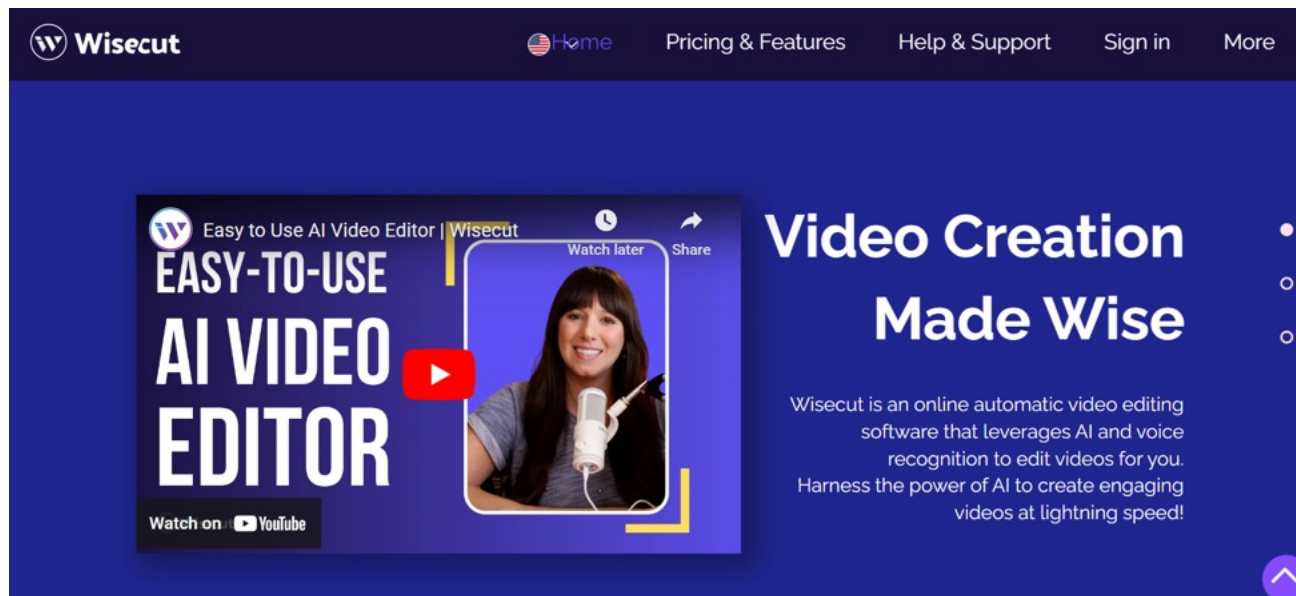 Wisecut
Home
Pricing & Features
Help & Support
Sign in
More
Easy to Use AI Video Editor | Wisecut
Watch later
Share
EASY-TO-USE
AI VIDEO
EDITOR
Watch on YouTube
Video Creation
Made Wise
Wisecut is an online automatic video editing
software that leverages AI and voice
recognition to edit videos for you.
Harness the power of AI to create engaging
videos at lightning speed!